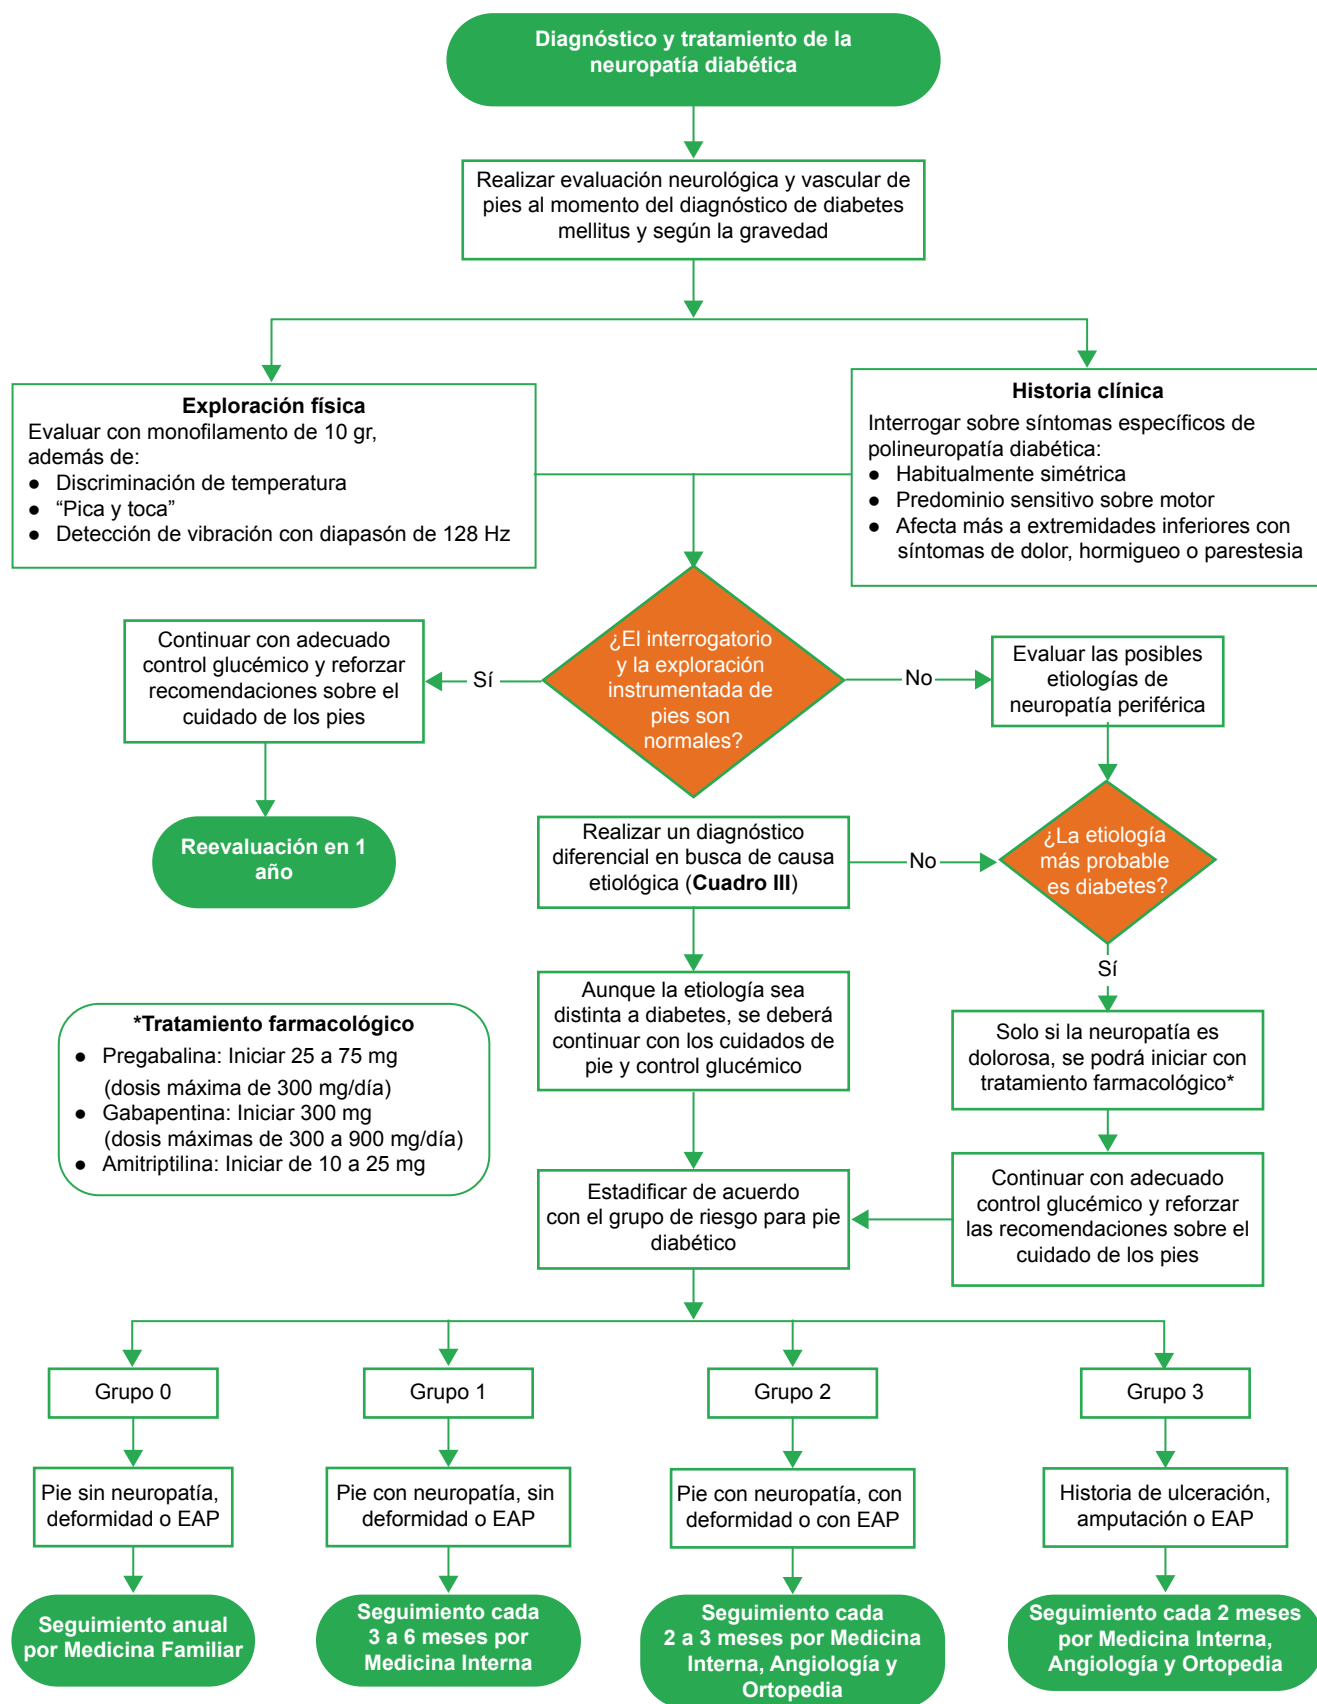 Diagnóstico y tratamiento de la
neuropatía diabética
Realizar evaluación neurológica y vascular de
pies al momento del diagnóstico de diabetes
mellitus y según la gravedad
Exploración física
Evaluar con monofilamento de 10 gr,
además de:
● Discriminación de temperatura
● “Pica y toca”
● Detección de vibración con diapasón de 128 Hz
Historia clínica
Interrogar sobre síntomas específicos de
polineuropatía diabética:
● Habitualmente simétrica
● Predominio sensitivo sobre motor
● Afecta más a extremidades inferiores con
síntomas de dolor, hormigueo o parestesia
¿El interrogatorio
y la exploración
instrumentada de
pies son
normales?
Sí
Continuar con adecuado
control glucémico y reforzar
recomendaciones sobre el
cuidado de los pies
Reevaluación en 1
año
No
Evaluar las posibles
etiologías de
neuropatía periférica
¿La etiología
más probable
es diabetes?
No
Realizar un diagnóstico
diferencial en busca de causa
etiológica (Cuadro III)
Aunque la etiología sea
distinta a diabetes, se deberá
continuar con los cuidados de
pie y control glucémico
Sí
Solo si la neuropatía es
dolorosa, se podrá iniciar con
tratamiento farmacológico*
Continuar con adecuado
control glucémico y reforzar
las recomendaciones sobre el
cuidado de los pies
*Tratamiento farmacológico
● Pregabalina: Iniciar 25 a 75 mg
(dosis máxima de 300 mg/día)
● Gabapentina: Iniciar 300 mg
(dosis máximas de 300 a 900 mg/día)
● Amitriptilina: Iniciar de 10 a 25 mg
Estadificar de acuerdo
con el grupo de riesgo para pie
diabético
Grupo 0
Pie sin neuropatía,
deformidad o EAP
Seguimiento anual
por Medicina Familiar
Grupo 1
Pie con neuropatía, sin
deformidad o EAP
Seguimiento cada
3 a 6 meses por
Medicina Interna
Grupo 2
Pie con neuropatía, con
deformidad o con EAP
Seguimiento cada
2 a 3 meses por Medicina
Interna, Angiología y
Ortopedia
Grupo 3
Historia de ulceración,
amputación o EAP
Seguimiento cada 2 meses
por Medicina Interna,
Angiología y Ortopedia